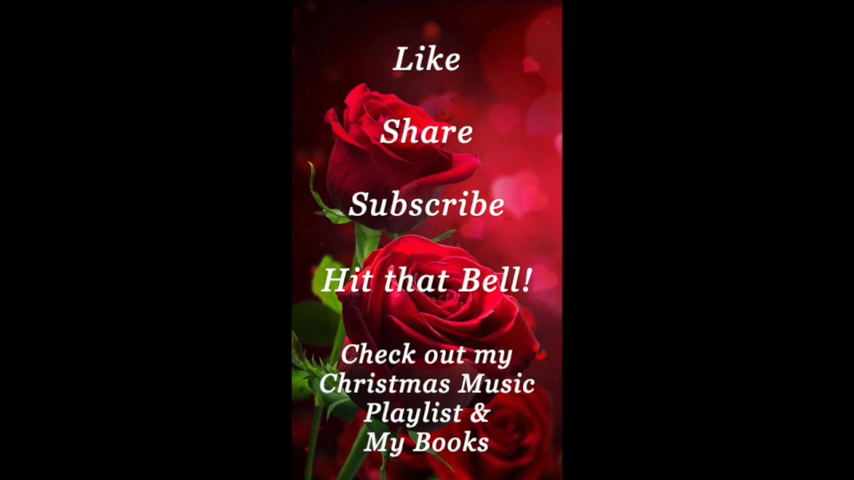 Like
Share
Subscribe
Hit that Bell!
Check out my
Christmas Music
Playlist &
My Books